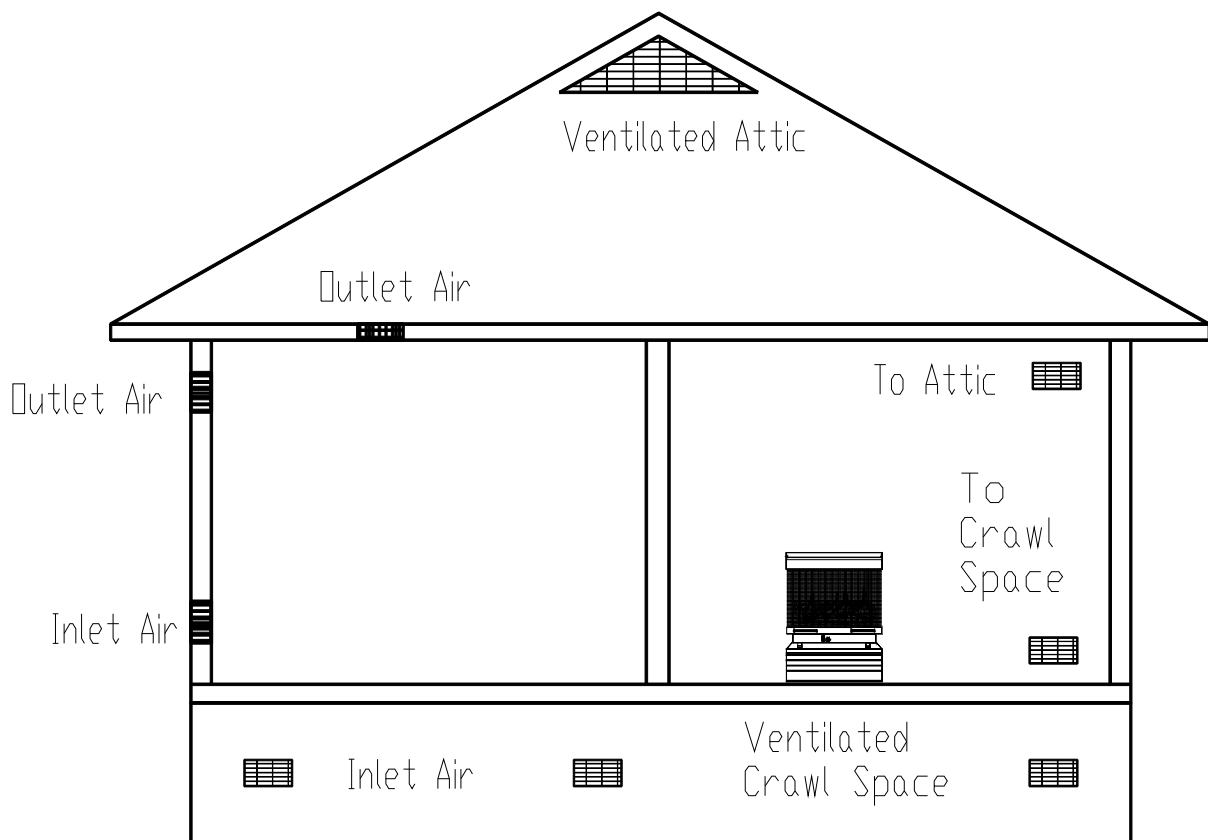 Ventilated Attic
Outlet Air
To Attic
Outlet Air
To
Crawl
Space
Inlet Air
Ventilated
Crawl Space
Inlet Air